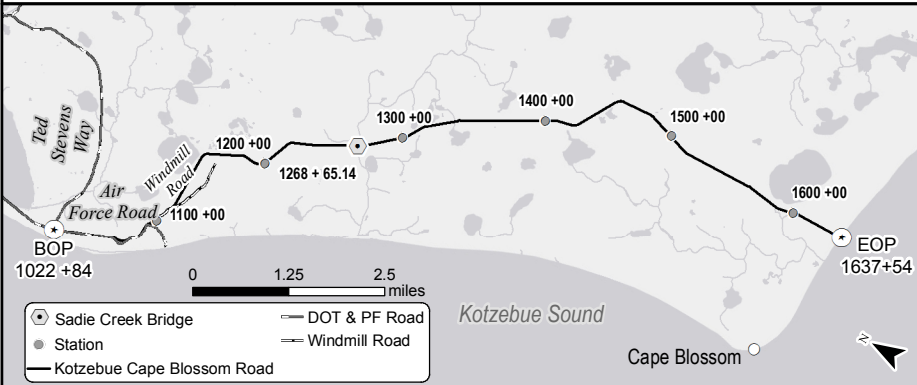 Ted
Stevens
Way
Air
Force Road
Windmill
Road
1100 +00
1200 +00
1268 + 65.14
1300 +00
1400 +00
1500 +00
1600 +00
BOP
1022 +84
EOP
1637+54
0 1.25 2.5
miles
Kotzebue Sound
Cape Blossom
N
Sadie Creek Bridge
Station
Kotzebue Cape Blossom Road
DOT & PF Road
Windmill Road